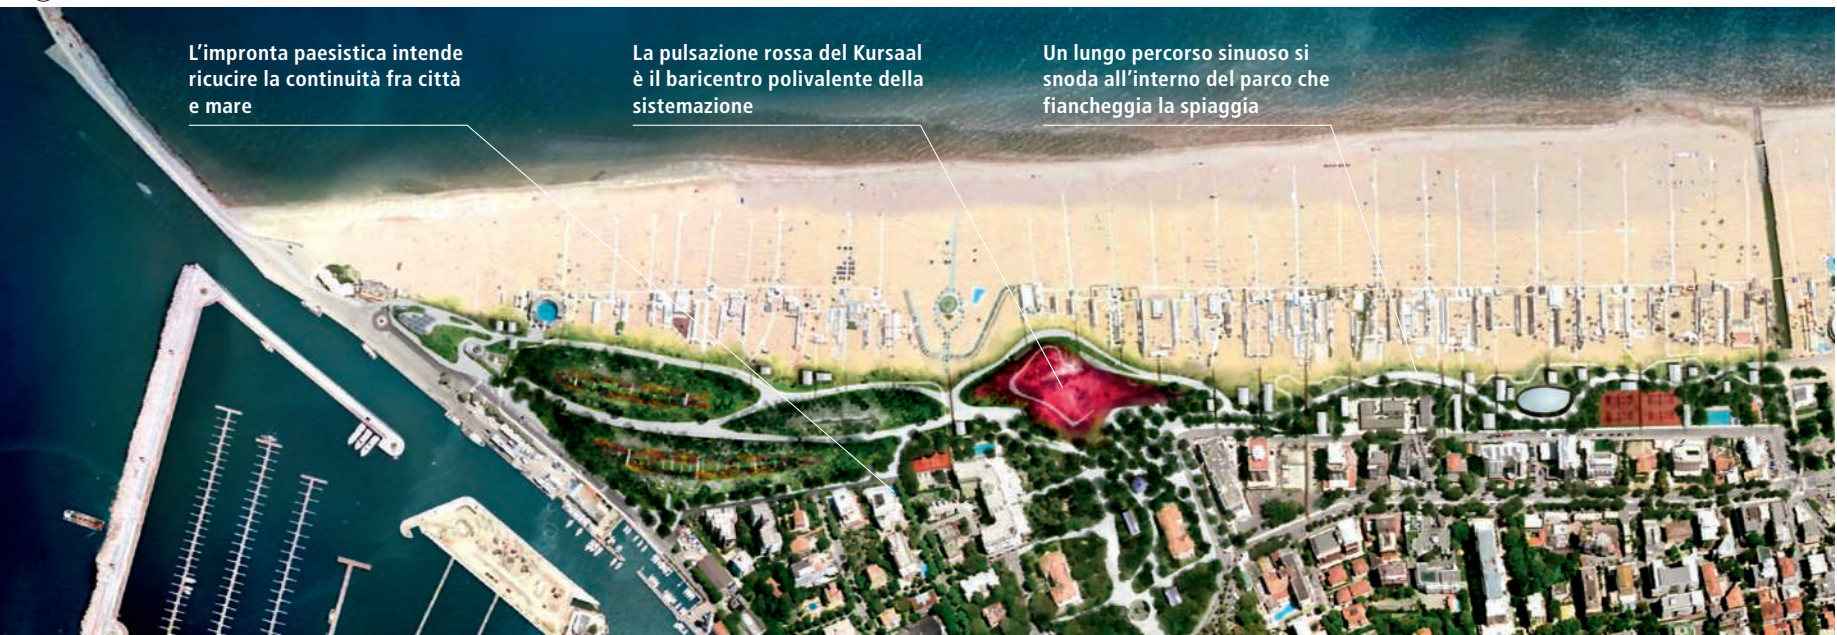 L’impronta paesistica intende
ricucire la continuità fra città
e mare
La pulsazione rossa del Kursaal
è il baricentro polivalente della
sistemazione
Un lungo percorso sinuoso si
snoda all’interno del parco che
fiancheggia la spiaggia